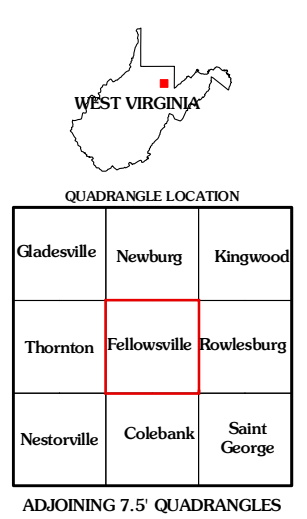 WEST VIRGINIA
QUADRANGLE LOCATION
Gladesville Newburg Kingwood
Thornton Fellowsville Rowlesburg
Nestorville Colebank Saint
George
ADJOINING 7.5' QUADRANGLES